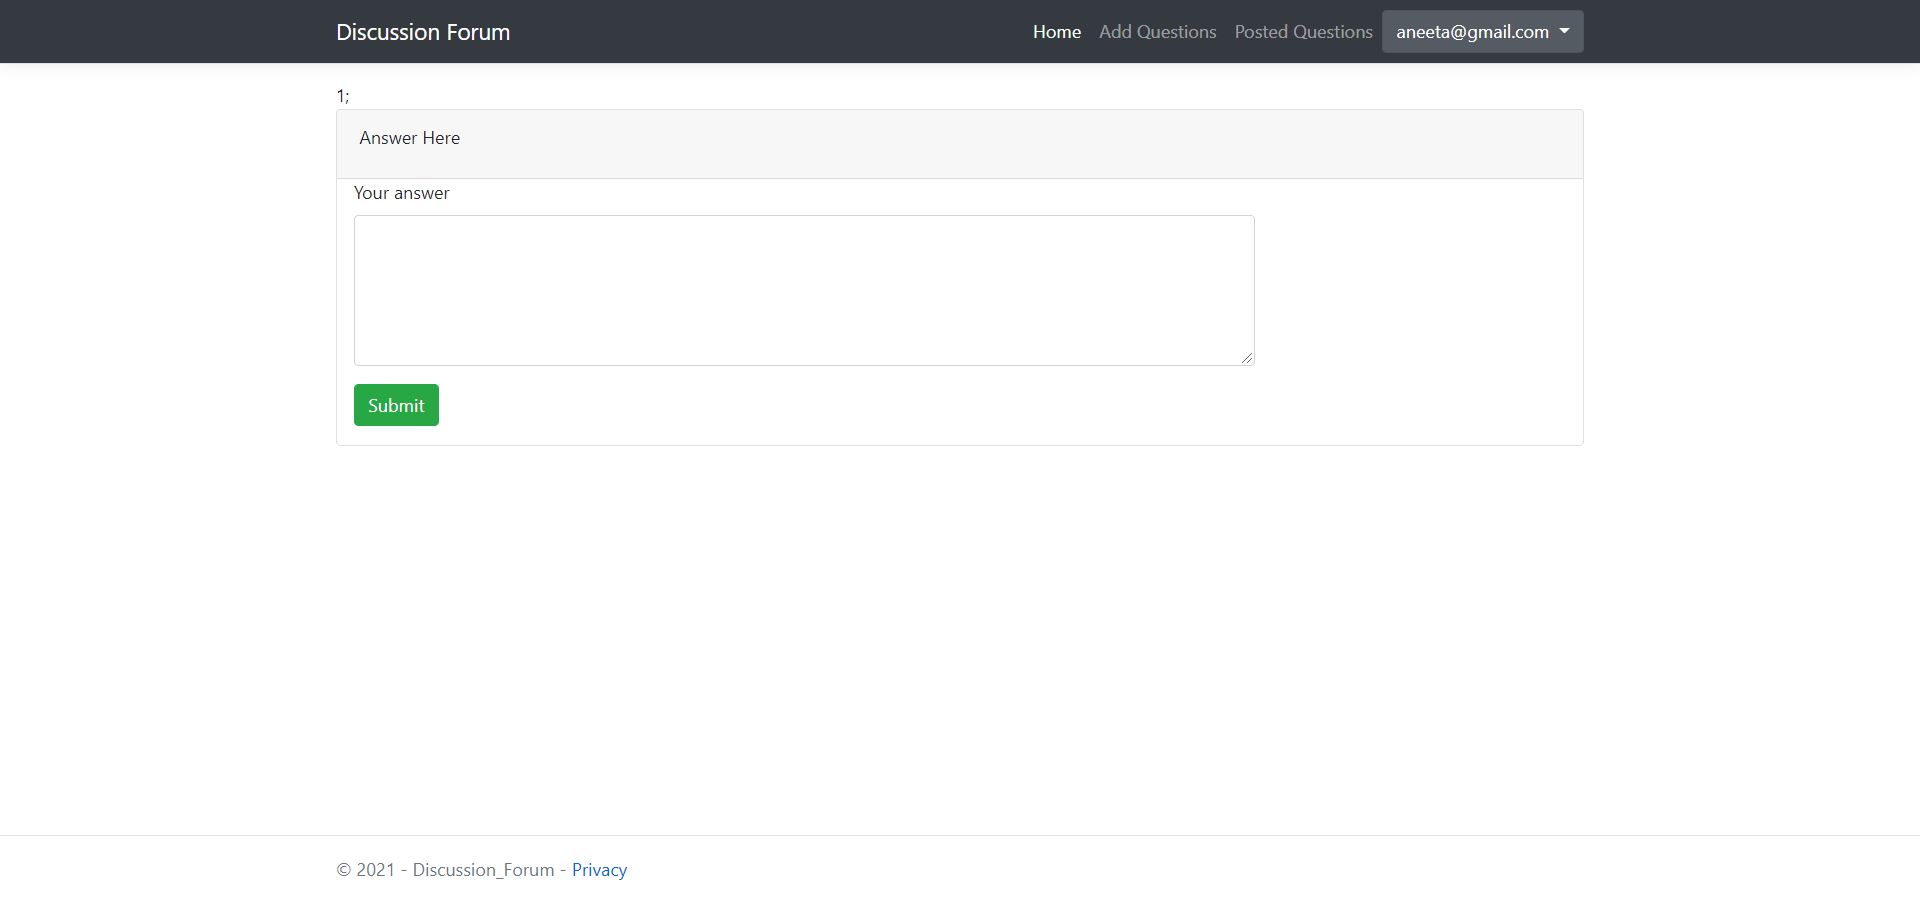 Discussion Forum Home Add Questions Posted Questions aneeta@gmail.com
1;
Answer Here
Your answer
Submit
© 2021 - Discussion_Forum - Privacy